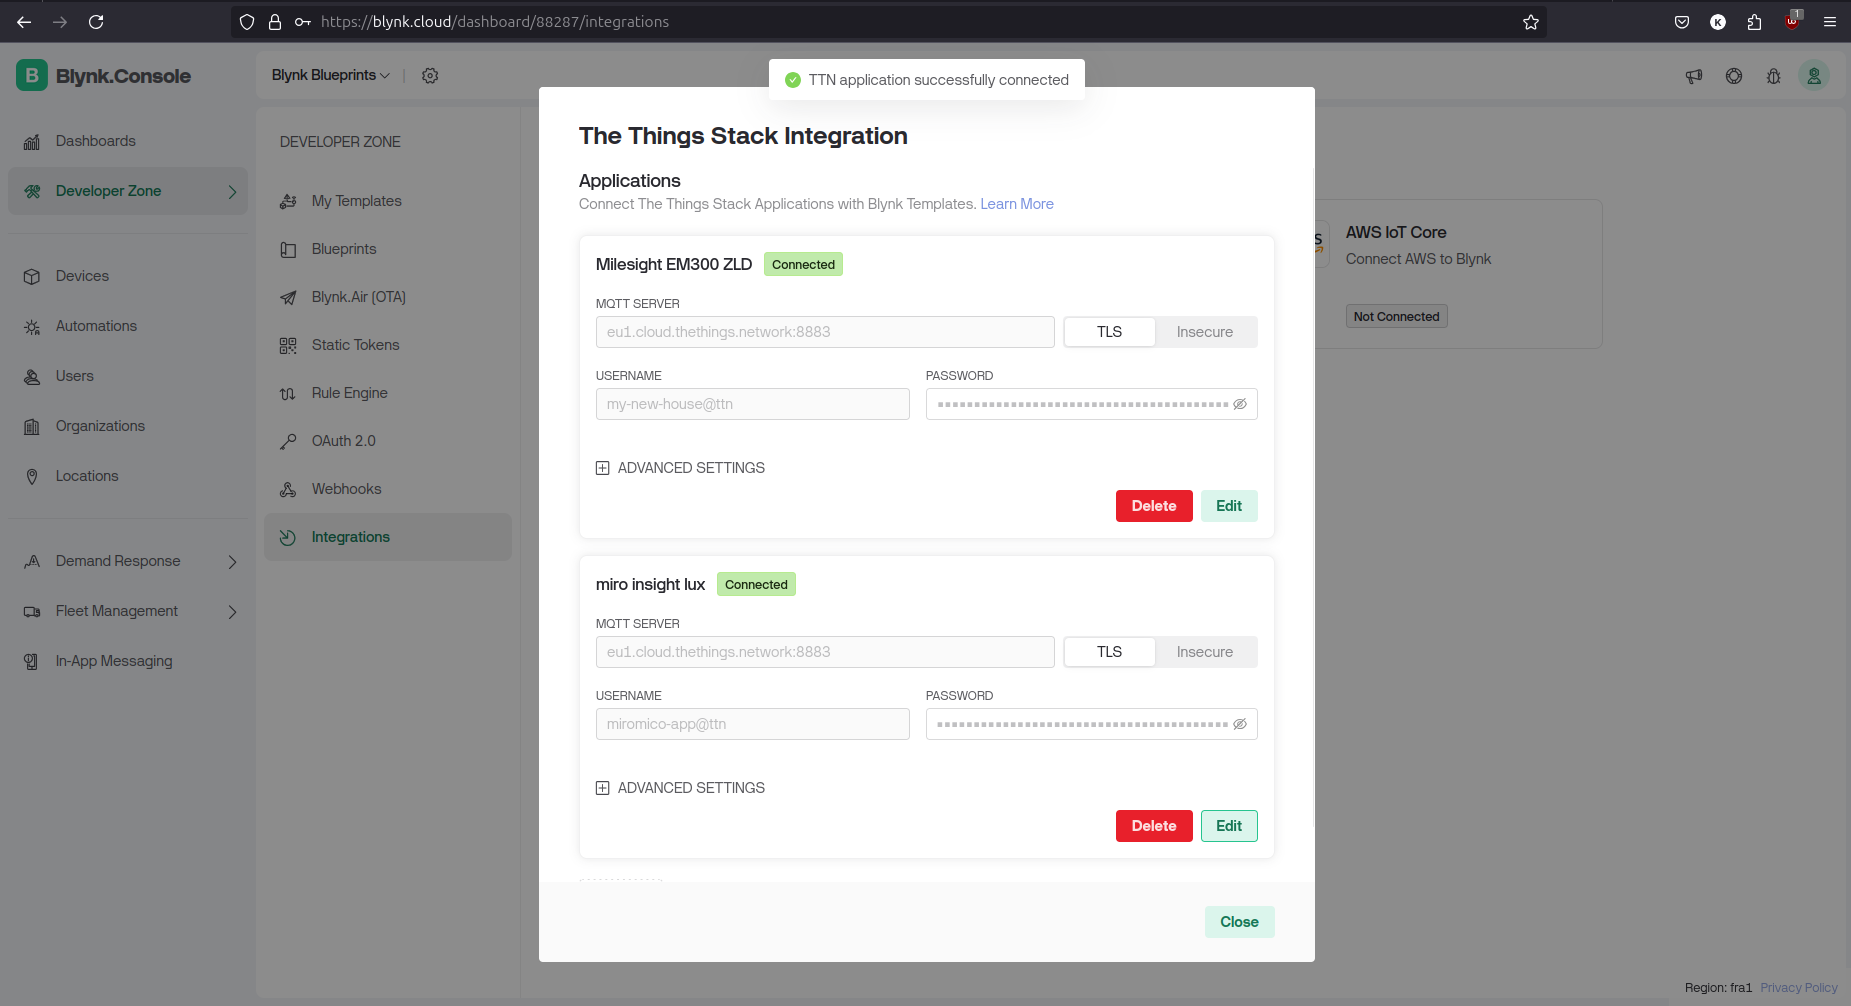 https://blynk.cloud/dashboard/88287/integrations
K
1
B Blynk.Console
Blynk Blueprints
TTN application successfully connected
Dashboards
Developer Zone
Devices
Automations
Users
Organizations
Locations
Demand Response
Fleet Management
In-App Messaging
DEVELOPER ZONE
My Templates
Blueprints
Blynk.Air (OTA)
Static Tokens
Rule Engine
OAuth 2.0
Webhooks
Integrations
The Things Stack Integration
Applications
Connect The Things Stack Applications with Blynk Templates. Learn More
Milesight EM300 ZLD Connected
MQTT SERVER
eu1.cloud.thethings.network:8883 TLS Insecure
USERNAME PASSWORD
my-new-house@ttn
ADVANCED SETTINGS
Delete Edit
miro insight lux Connected
MQTT SERVER
eu1.cloud.thethings.network:8883 TLS Insecure
USERNAME PASSWORD
miromico-app@ttn
ADVANCED SETTINGS
Delete Edit
Close
AWS IoT Core
Connect AWS to Blynk
Not Connected
Region: fra1 Privacy Policy